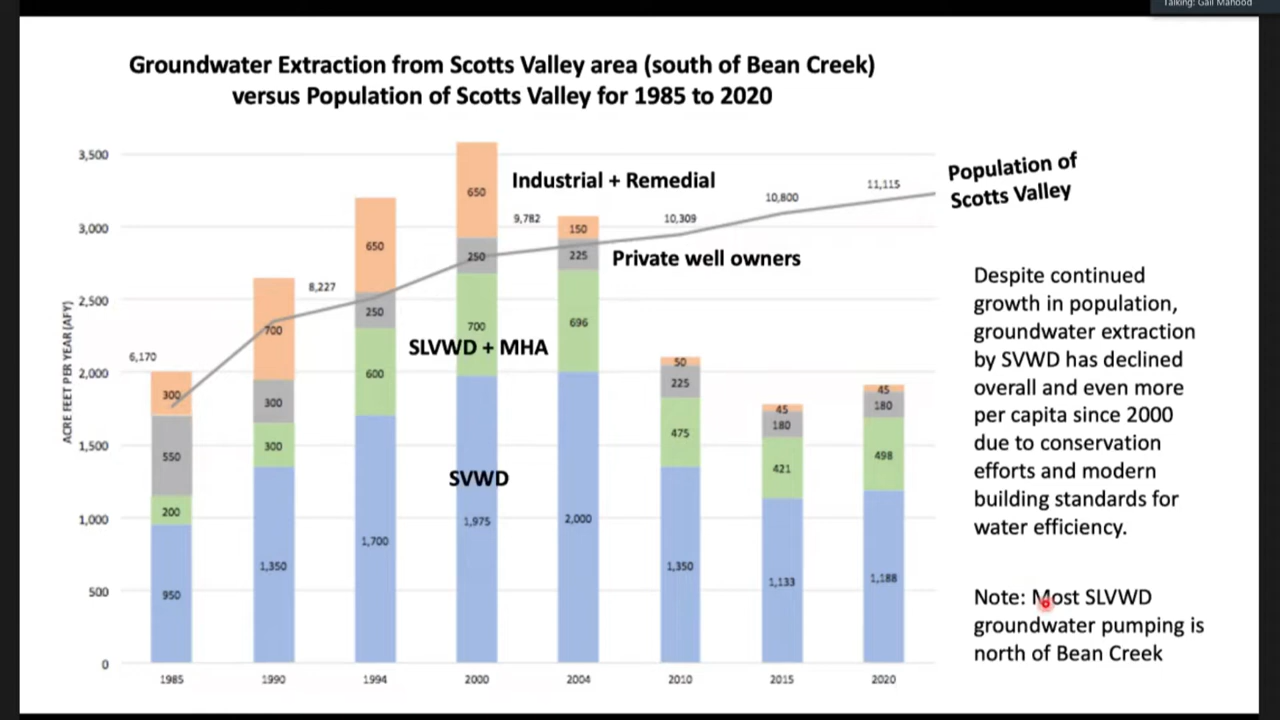 Talking: Gail Mahood
Groundwater Extraction from Scotts Valley area (south of Bean Creek)
versus Population of Scotts Valley for 1985 to 2020
ACRE FEET PER YEAR (AFY)
3,500
3,000
2,500
2,000
1,500
1,000
500
0
6,170
8,227
9,782
10,309
10,800
11,115
Population of
Scotts Valley
Industrial + Remedial
Private well owners
SLVWD + MHA
SVWD
300
550
200
950
700
300
300
1,350
650
250
600
1,700
650
250
700
1,975
150
225
696
2,000
50
225
475
1,350
45
180
421
1,133
45
180
498
1,188
1985
1990
1994
2000
2004
2010
2015
2020
Despite continued
growth in population,
groundwater extraction
by SVWD has declined
overall and even more
per capita since 2000
due to conservation
efforts and modern
building standards for
water efficiency.
Note: Most SLVWD
groundwater pumping is
north of Bean Creek